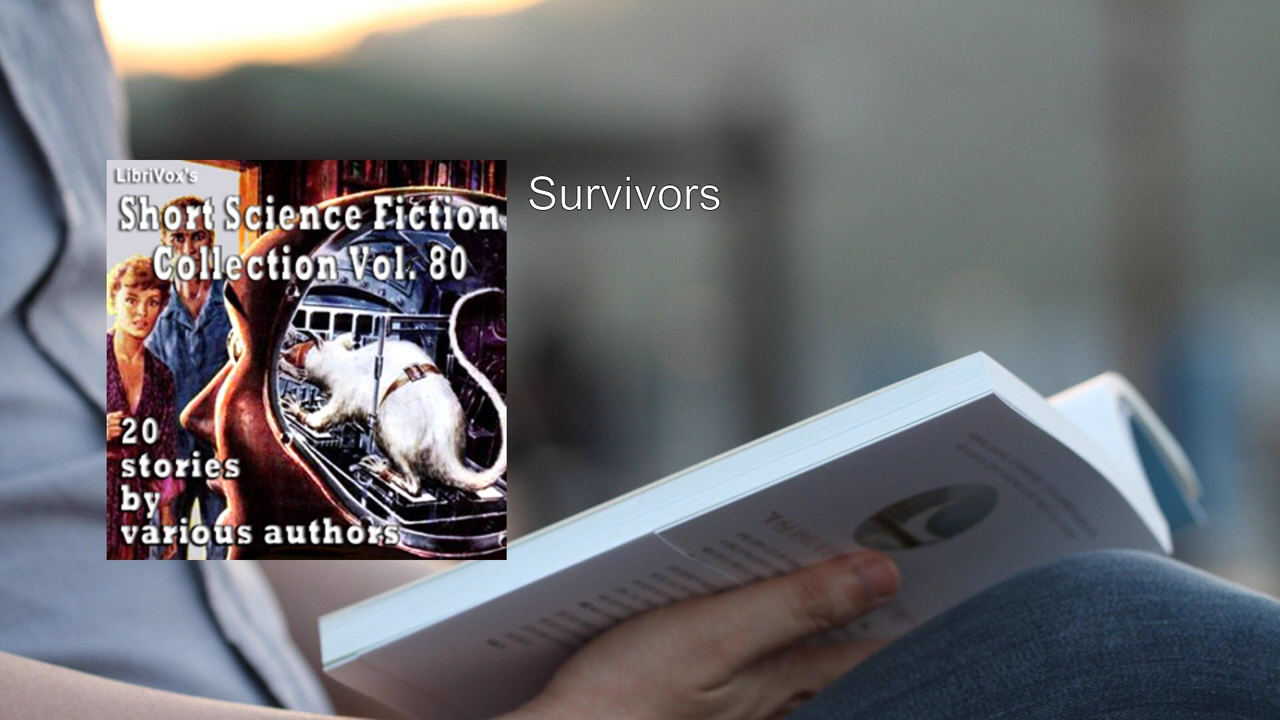 LibriVox's
Short Science Fiction
Collection Vol. 80
20
stories
by
various authors
Survivors